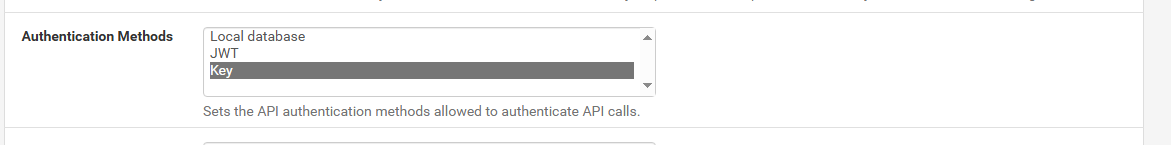 Authentication Methods
Local database
JWT
Key
Sets the API authentication methods allowed to authenticate API calls.